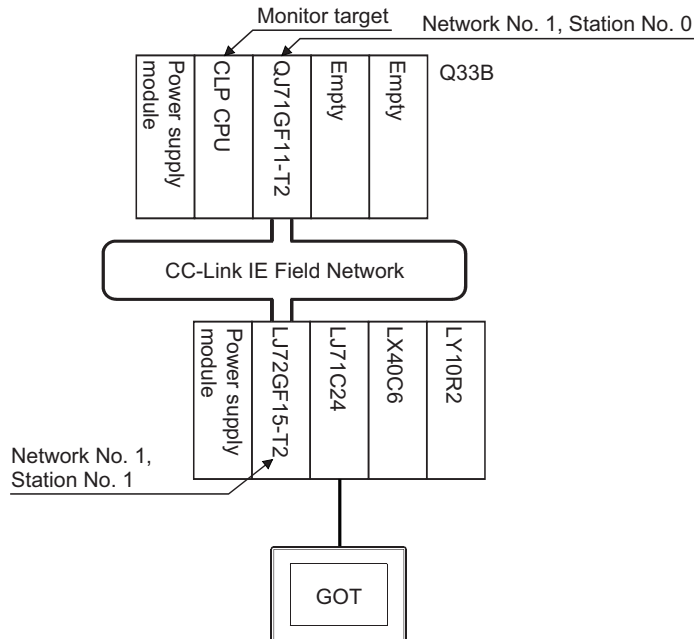 Monitor target
Network No. 1, Station No. 0
Power supply
module
CLP CPU
QJ71GF11-T2
Empty
Empty
Q33B
CC-Link IE Field Network
Power supply
module
LJ72GF15-T2
LJ71C24
LX40C6
LY10R2
Network No. 1,
Station No. 1
GOT